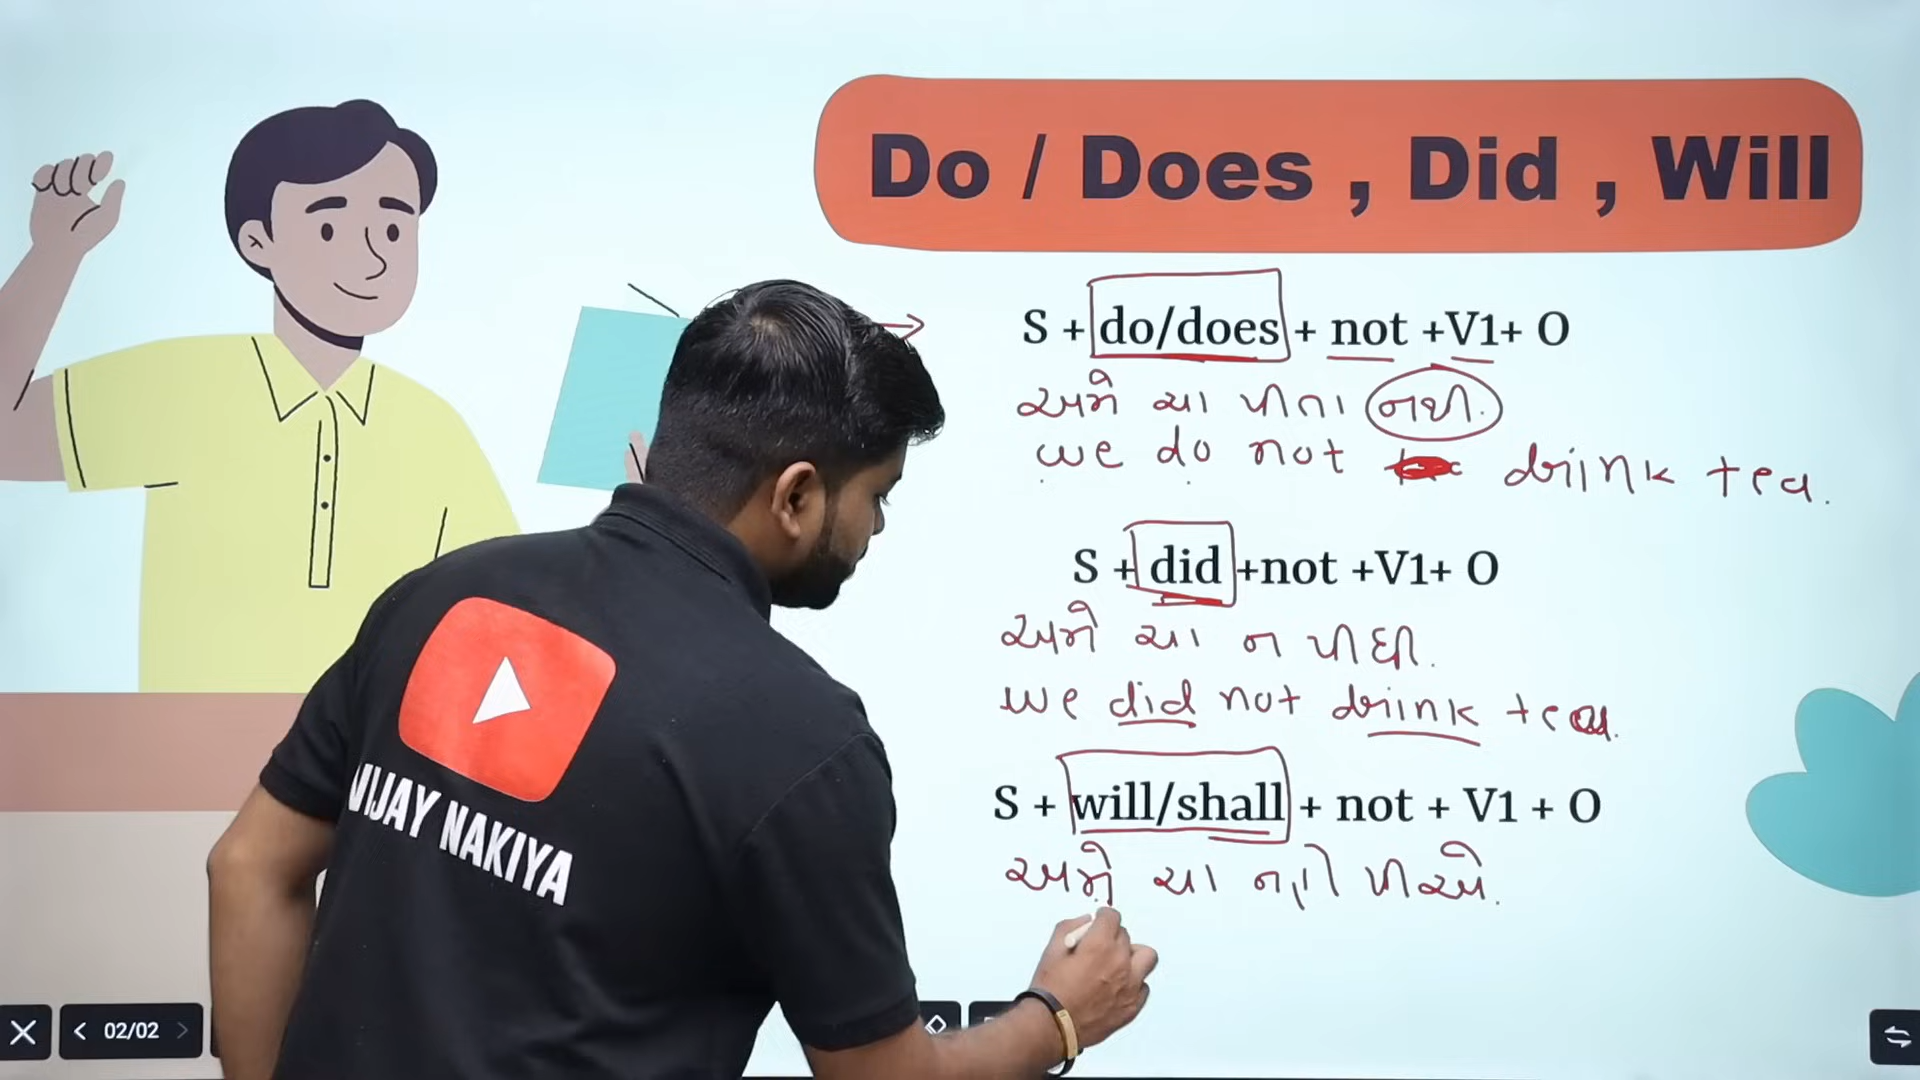 Do / Does , Did , Will
S + do/does + not +V1+ O
અમે ચા પીતા નથી.
we do not drink tea.
S + did +not +V1+ O
અમે ચા ન પીધી.
we did not drink tea.
S + will/shall + not + V1 + O
અમે ચા નહીં પીશે.
VIJAY NAKIYA
02/02